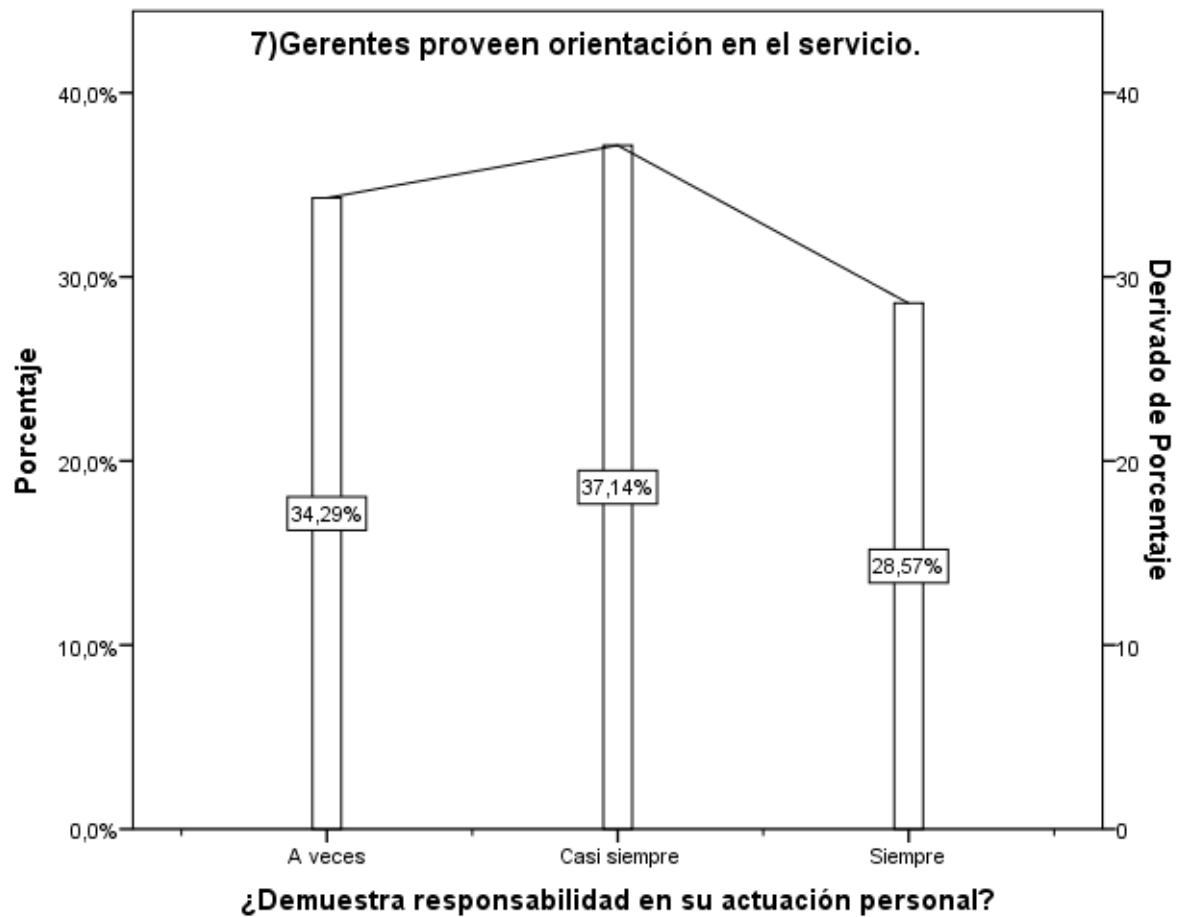 7)Gerentes proveen orientación en el servicio.
40,0%
30,0%
20,0%
10,0%
0,0%
Porcentaje
34,29%
37,14%
28,57%
40
30
20
10
0
Derivado de Porcentaje
A veces
Casi siempre
Siempre
¿Demuestra responsabilidad en su actuación personal?